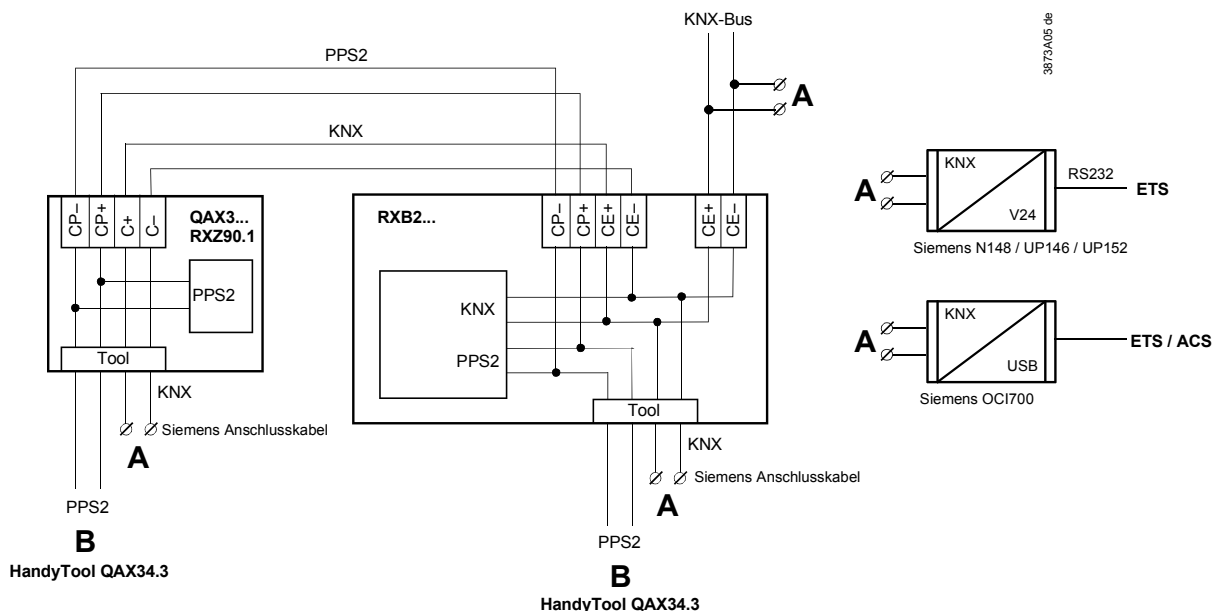 KNX-Bus
3873A05 de
PPS2
A
KNX
KNX
RS232
A
ETS
V24
Siemens N148 / UP146 / UP152
CP– CP+ C+ C–
QAX3...
RXZ90.1
PPS2
Tool
KNX
Siemens Anschlusskabel
A
PPS2
B
HandyTool QAX34.3
RXB2...
CP– CP+ CE+ CE–
CE+ CE–
KNX
PPS2
Tool
KNX
Siemens Anschlusskabel
A
PPS2
B
HandyTool QAX34.3
KNX
A
ETS / ACS
USB
Siemens OCI700